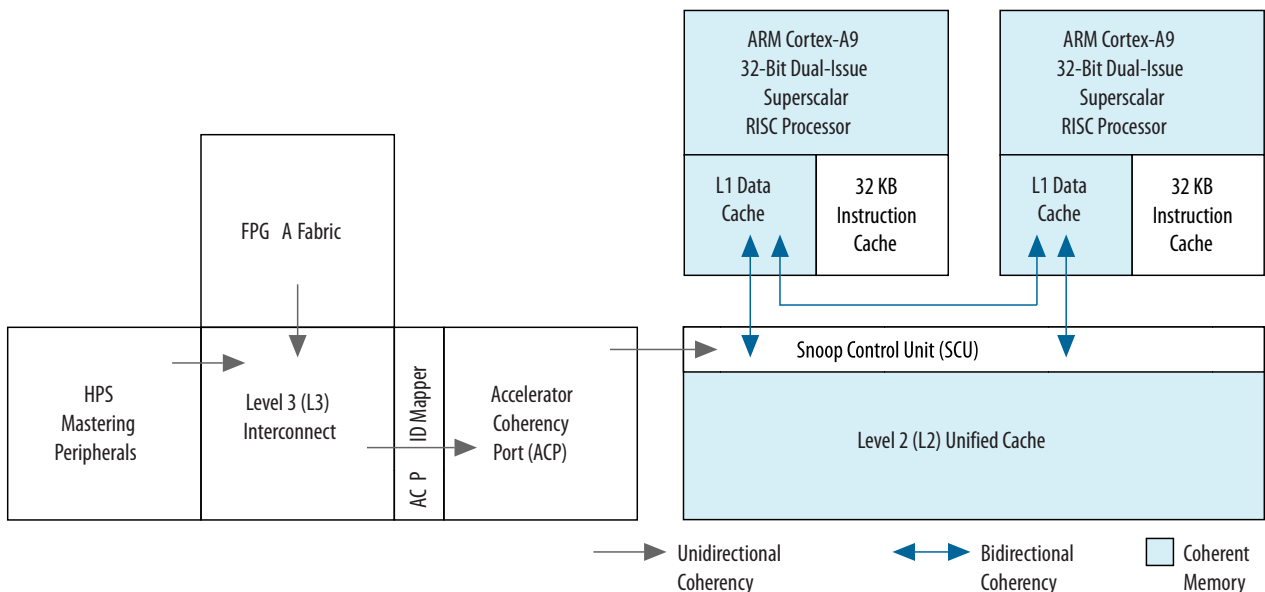 ARM Cortex-A9
32-Bit Dual-Issue
Superscalar
RISC Processor
L1 Data
Cache
32 KB
Instruction
Cache
ARM Cortex-A9
32-Bit Dual-Issue
Superscalar
RISC Processor
L1 Data
Cache
32 KB
Instruction
Cache
FPG A Fabric
HPS
Mastering
Peripherals
Level 3 (L3)
Interconnect
AC P ID Mapper
Accelerator
Coherency
Port (ACP)
Snoop Control Unit (SCU)
Level 2 (L2) Unified Cache
Unidirectional
Coherency
Bidirectional
Coherency
Coherent
Memory